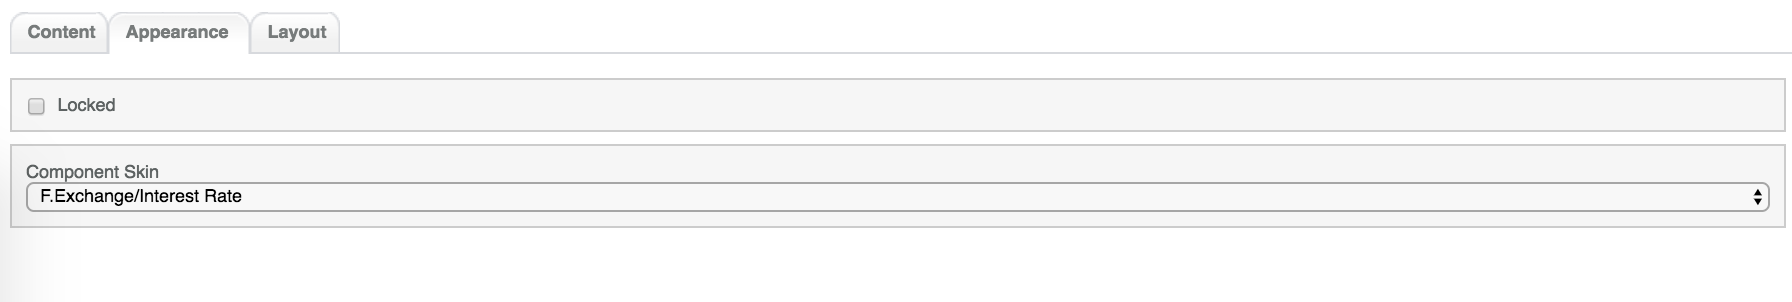 Content Appearance Layout
Locked
Component Skin
F.Exchange/Interest Rate